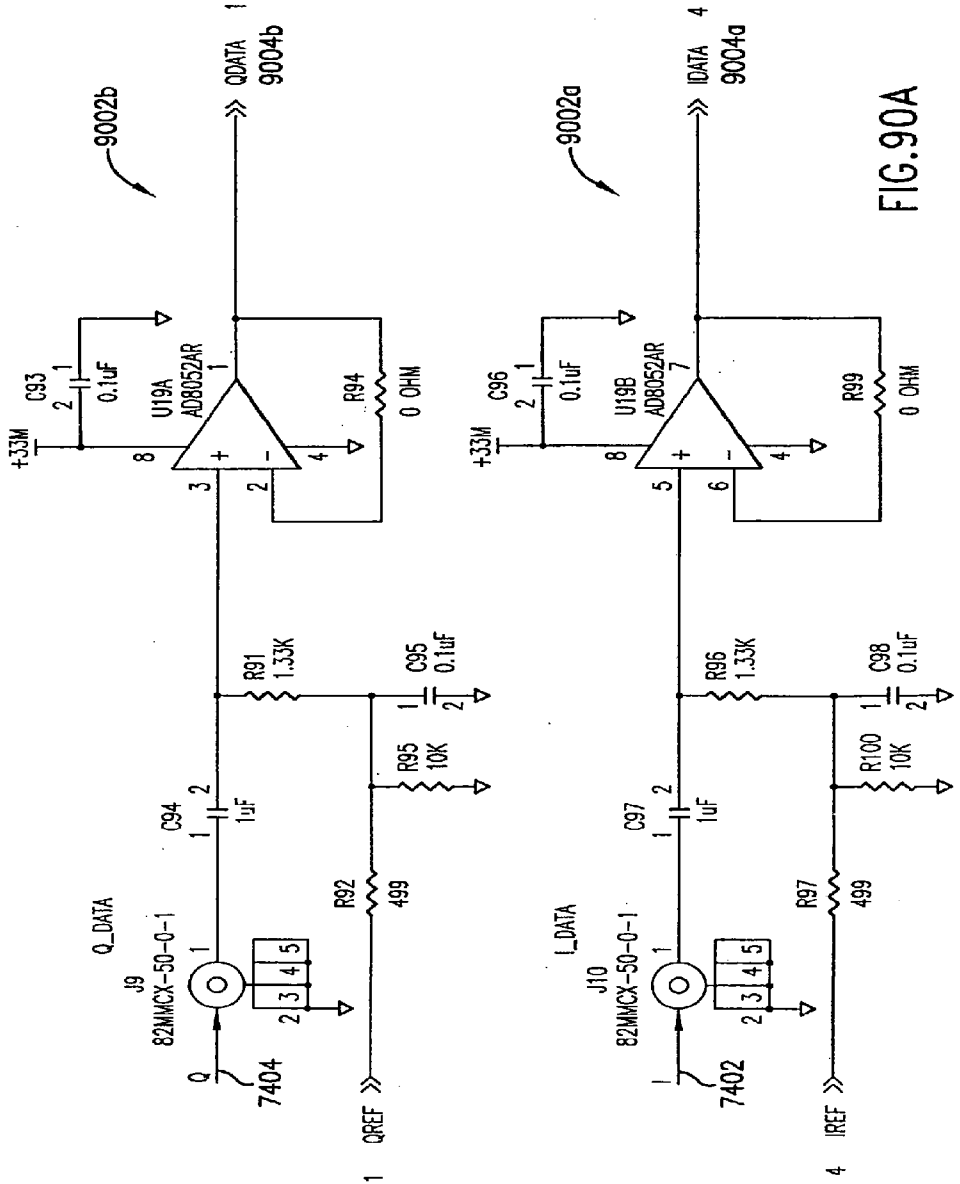 9002b
+33M
C93
2 1
0.1uF
8
U19A
AD8052AR
3
+
1
QDATA 1
9004b
2
-
4
R94
0 OHM
Q_DATA
J9
82MMCX-50-0-1
Q
7404
1
2 3 4 5
C94
1 2
1uF
R91
1.33K
R92
499
R95
10K
C95
1
2
0.1uF
1 QREF
9002a
+33M
C96
2 1
0.1uF
8
U19B
AD8052AR
5
+
7
IDATA 4
9004a
6
-
4
R99
0 OHM
I_DATA
J10
82MMCX-50-0-1
I
7402
1
2 3 4 5
C97
1 2
1uF
R96
1.33K
R97
499
R100
10K
C98
1
2
0.1uF
4 IREF
FIG.90A